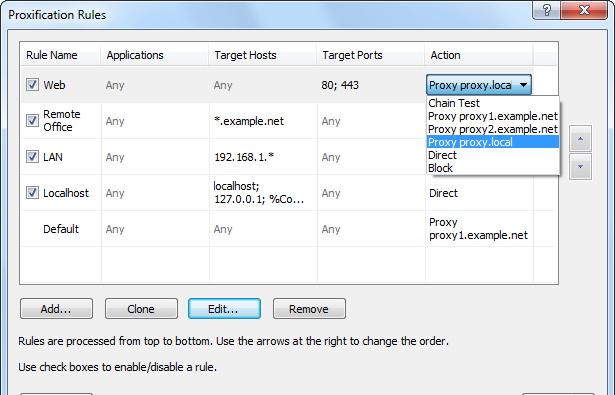 Proxification Rules
Rule Name Applications Target Hosts Target Ports Action
Web Any Any 80; 443 Proxy proxy.local
Chain Test
Proxy proxy1.example.net
Proxy proxy2.example.net
Proxy proxy.local
Direct
Block
Remote
Office Any *.example.net Any
LAN Any 192.168.1.* Any
Localhost Any localhost;
127.0.0.1; %Co... Any Direct
Default Any Any Any Proxy
proxy1.example.net
Add... Clone Edit... Remove
Rules are processed from top to bottom. Use the arrows at the right to change the order.
Use check boxes to enable/disable a rule.